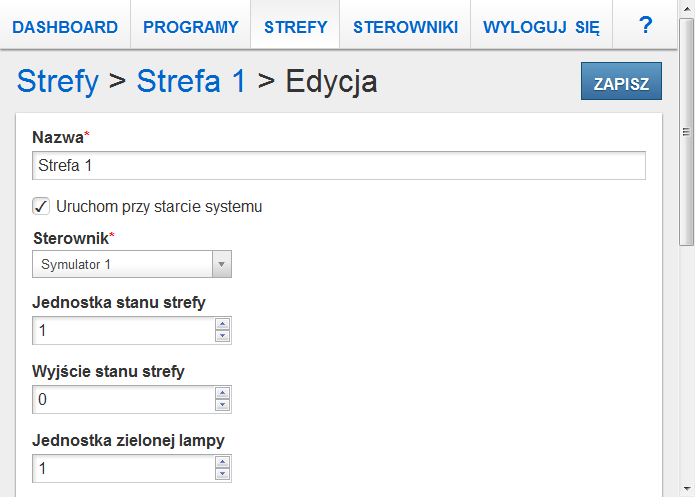 DASHBOARD PROGRAMY STREFY STEROWNIKI WYLOGUJ SIĘ ?
Strefy > Strefa 1 > Edycja ZAPISZ
Nazwa*
Strefa 1
Uruchom przy starcie systemu
Sterownik*
Symulator 1
Jednostka stanu strefy
1
Wyjście stanu strefy
0
Jednostka zielonej lampy
1